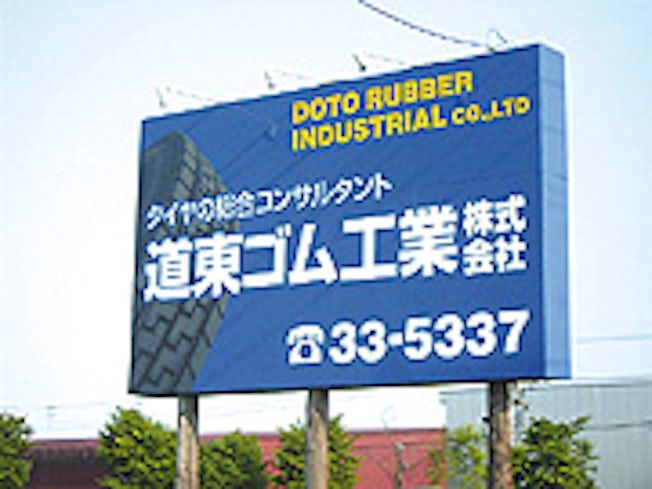 DOTO RUBBER
INDUSTRIAL CO.,LTD
タイヤの総合コンサルタント
道東ゴム工業株式会社
☎33-5337